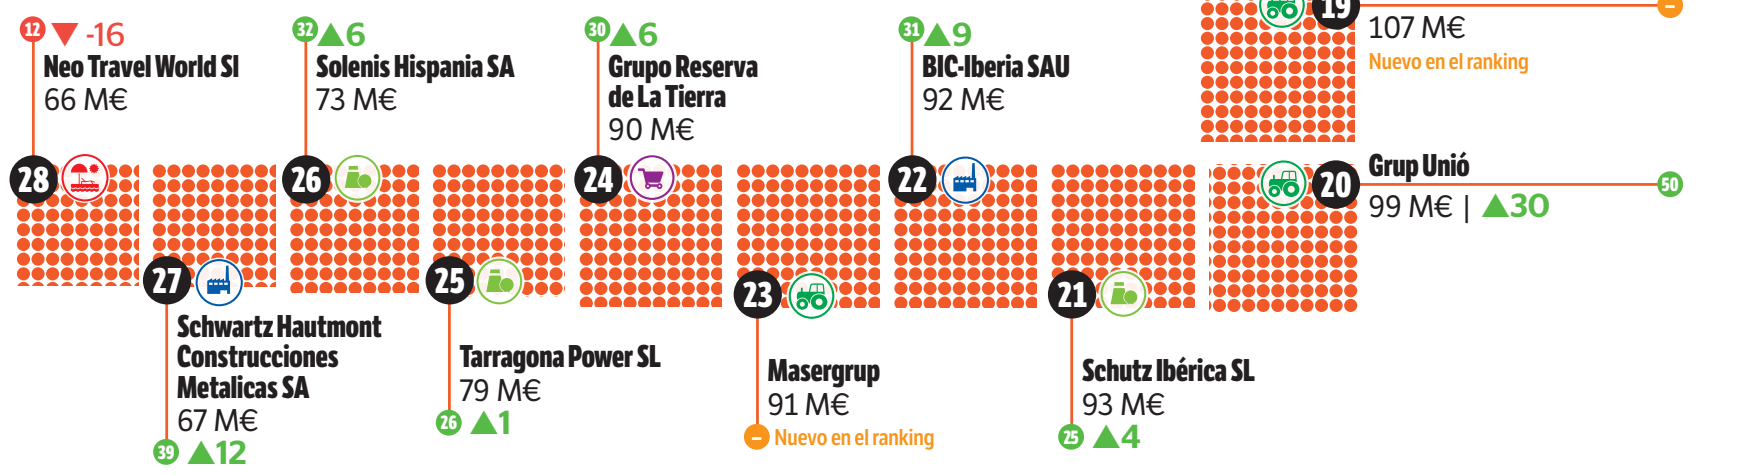 12 ▼ -16
Neo Travel World Sl
66 M€
28
32 ▲6
Solenis Hispania SA
73 M€
26
30 ▲6
Grupo Reserva
de La Tierra
90 M€
24
31 ▲9
BIC-Iberia SAU
92 M€
22
19
–
107 M€
Nuevo en el ranking
20
Grup Unió
50
99 M€ | ▲30
27
Schwartz Hautmont
Construcciones
Metalicas SA
67 M€
39 ▲12
25
Tarragona Power SL
79 M€
26 ▲1
23
Masergrup
91 M€
– Nuevo en el ranking
21
Schutz Ibérica SL
93 M€
25 ▲4